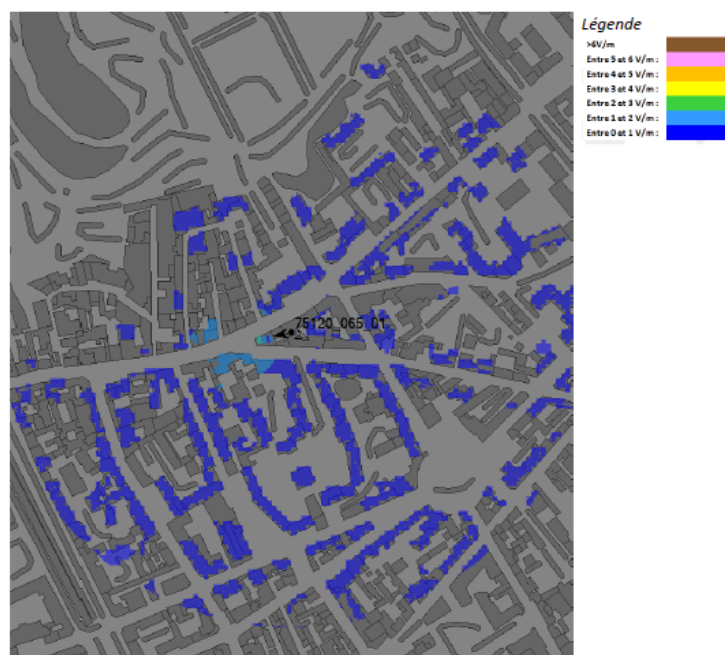 Légende
>6V/m
Entre 5 et 6 V/m :
Entre 4 et 5 V/m :
Entre 3 et 4 V/m :
Entre 2 et 3 V/m :
Entre 1 et 2 V/m :
Entre 0 et 1 V/m :
75120_065_01